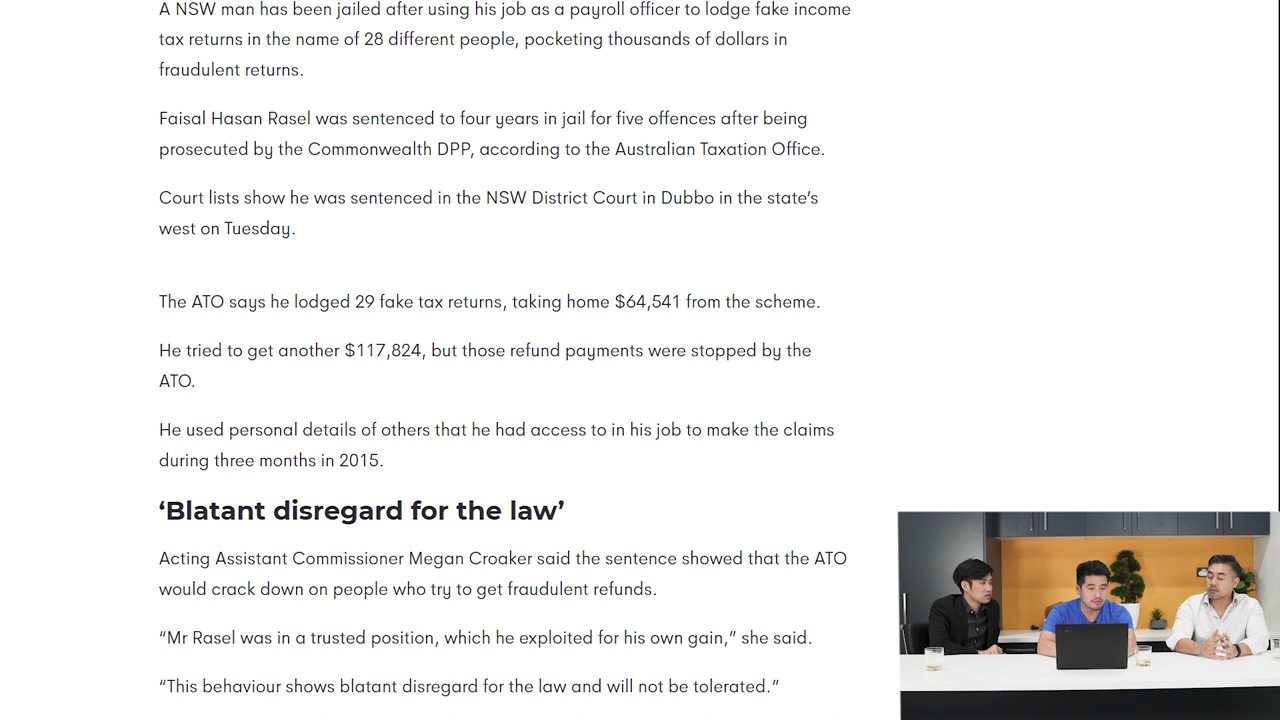 A NSW man has been jailed after using his job as a payroll officer to lodge fake income
tax returns in the name of 28 different people, pocketing thousands of dollars in
fraudulent returns.
Faisal Hasan Rasel was sentenced to four years in jail for five offences after being
prosecuted by the Commonwealth DPP, according to the Australian Taxation Office.
Court lists show he was sentenced in the NSW District Court in Dubbo in the state’s
west on Tuesday.
The ATO says he lodged 29 fake tax returns, taking home $64,541 from the scheme.
He tried to get another $117,824, but those refund payments were stopped by the
ATO.
He used personal details of others that he had access to in his job to make the claims
during three months in 2015.
‘Blatant disregard for the law’
Acting Assistant Commissioner Megan Croaker said the sentence showed that the ATO
would crack down on people who try to get fraudulent refunds.
“Mr Rasel was in a trusted position, which he exploited for his own gain,” she said.
“This behaviour shows blatant disregard for the law and will not be tolerated.”